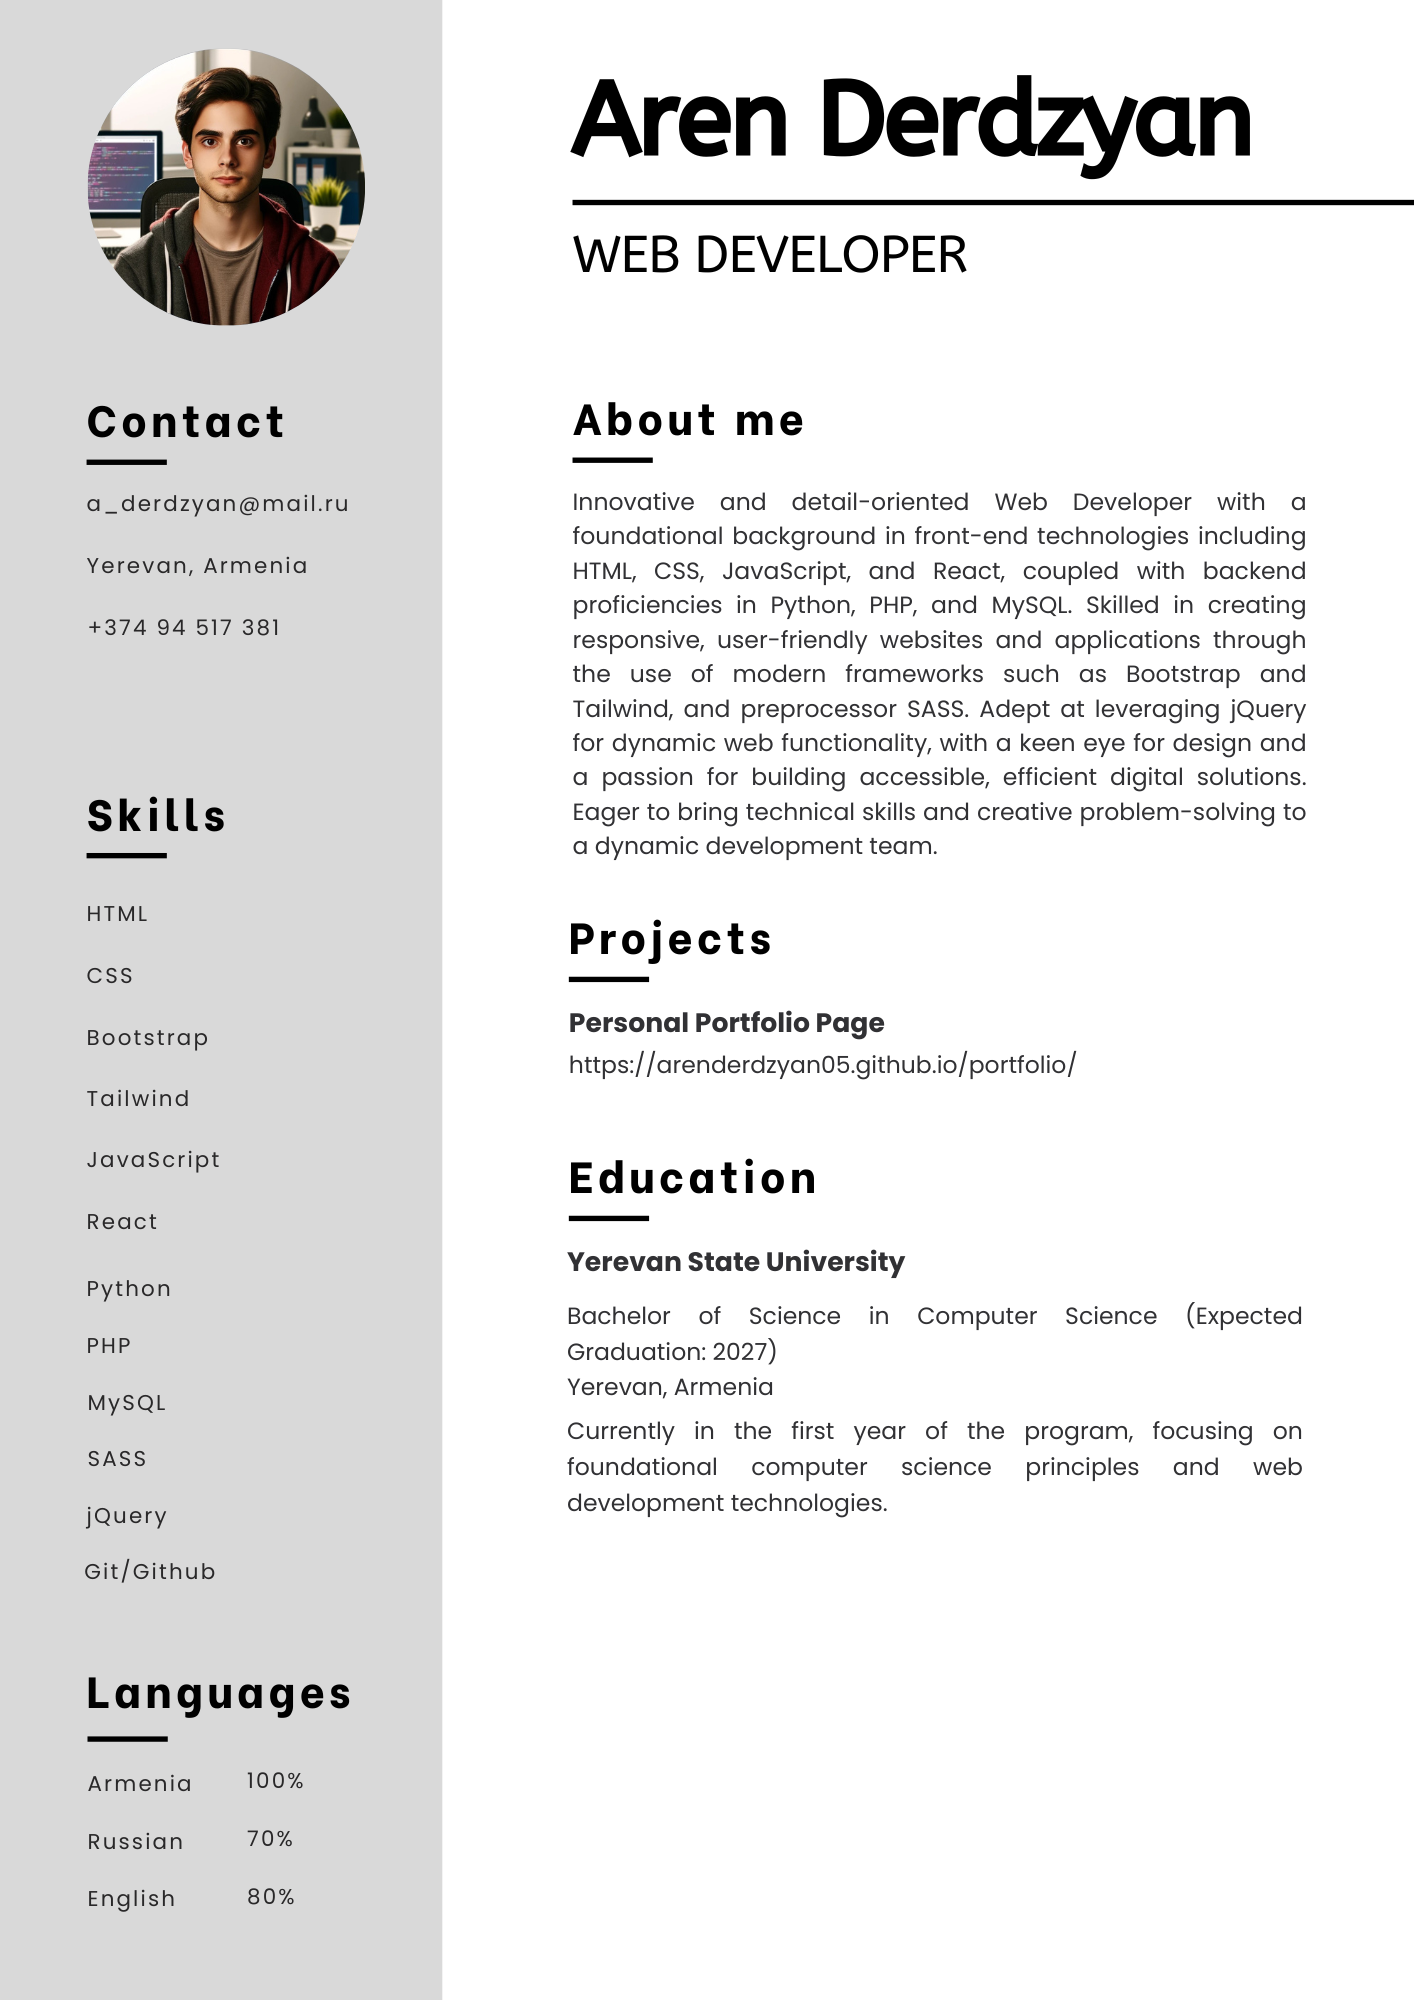 Aren Derdzyan
WEB DEVELOPER
Contact
a_derdzyan@mail.ru
Yerevan, Armenia
+374 94 517 381
Skills
HTML
CSS
Bootstrap
Tailwind
JavaScript
React
Python
PHP
MySQL
SASS
jQuery
Git/Github
Languages
Armenia 100%
Russian 70%
English 80%
About me
Innovative and detail-oriented Web Developer with a
foundational background in front-end technologies including
HTML, CSS, JavaScript, and React, coupled with backend
proficiencies in Python, PHP, and MySQL. Skilled in creating
responsive, user-friendly websites and applications through
the use of modern frameworks such as Bootstrap and
Tailwind, and preprocessor SASS. Adept at leveraging jQuery
for dynamic web functionality, with a keen eye for design and
a passion for building accessible, efficient digital solutions.
Eager to bring technical skills and creative problem-solving to
a dynamic development team.
Projects
Personal Portfolio Page
https://arenderdzyan05.github.io/portfolio/
Education
Yerevan State University
Bachelor of Science in Computer Science (Expected
Graduation: 2027)
Yerevan, Armenia
Currently in the first year of the program, focusing on
foundational computer science principles and web
development technologies.